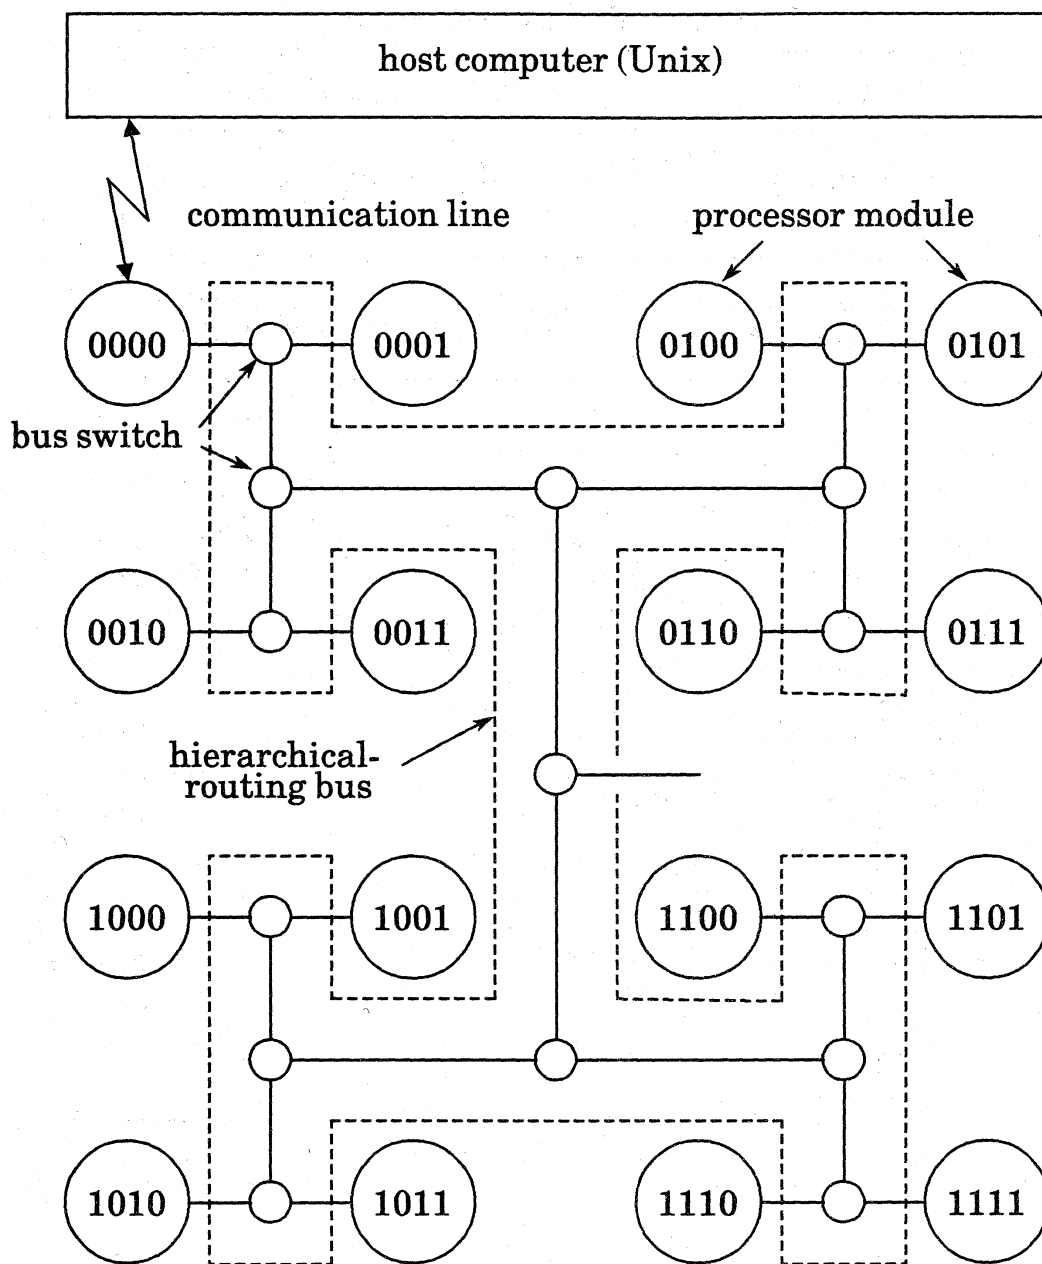 host computer (Unix)
communication line
processor module
0000
0001
0100
0101
bus switch
0010
0011
0110
0111
hierarchical-
routing bus
1000
1001
1100
1101
1010
1011
1110
1111